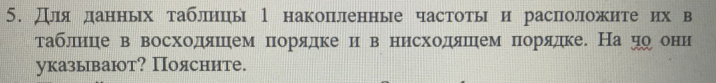 5. Для данных таблицы 1 накопленные частоты и расположите их в
таблице в восходящем порядке и в нисходящем порядке. На чо они
указывают? Поясните.